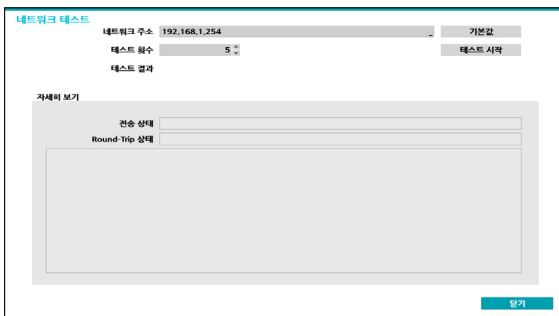 네트워크 테스트
네트워크 주소 192,168,1,254 _ 기본값
테스트 횟수 5 테스트 시작
테스트 결과
자세히 보기
전송 상태
Round-Trip 상태
닫기